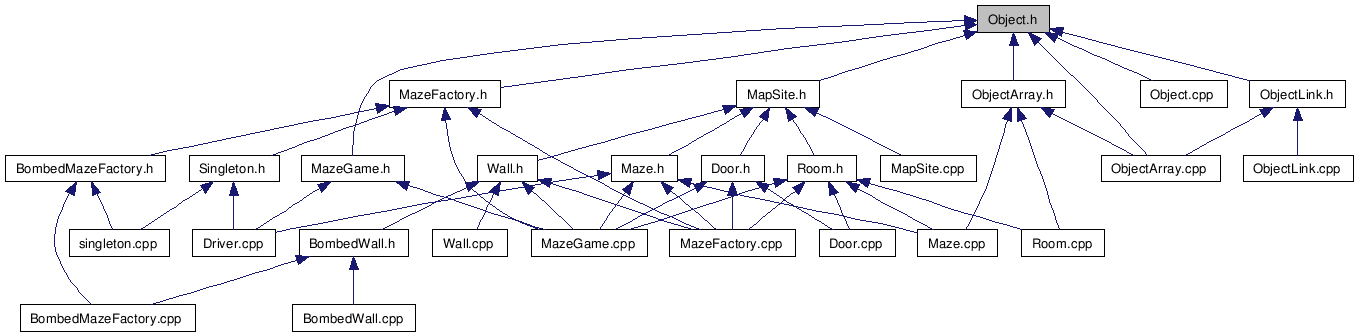 Object.h
MazeFactory.h
MapSite.h
ObjectArray.h
Object.cpp
ObjectLink.h
BombedMazeFactory.h
Singleton.h
MazeGame.h
Wall.h
Maze.h
Door.h
Room.h
MapSite.cpp
ObjectArray.cpp
ObjectLink.cpp
singleton.cpp
Driver.cpp
BombedWall.h
Wall.cpp
MazeGame.cpp
MazeFactory.cpp
Door.cpp
Maze.cpp
Room.cpp
BombedMazeFactory.cpp
BombedWall.cpp